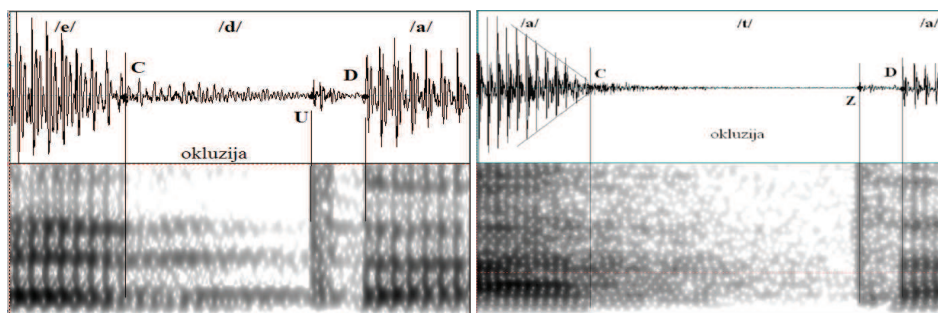 /e/ /d/ /a/
C
D
U
okluzija
/a/ /t/ /a/
C
D
Z
okluzija